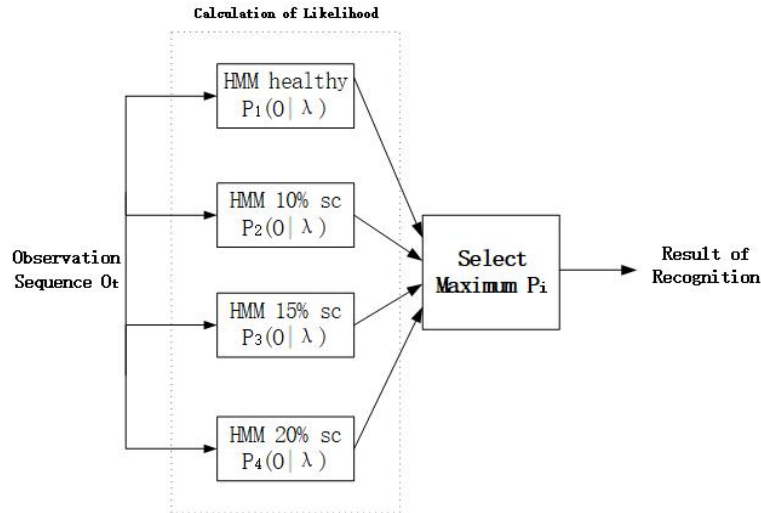 Calculation of Likelihood
HMM healthy
P₁(O|λ)
HMM 10% sc
P₂(O|λ)
Observation
Sequence Oₜ
HMM 15% sc
P₃(O|λ)
HMM 20% sc
P₄(O|λ)
Select
Maximum Pᵢ
Result of
Recognition